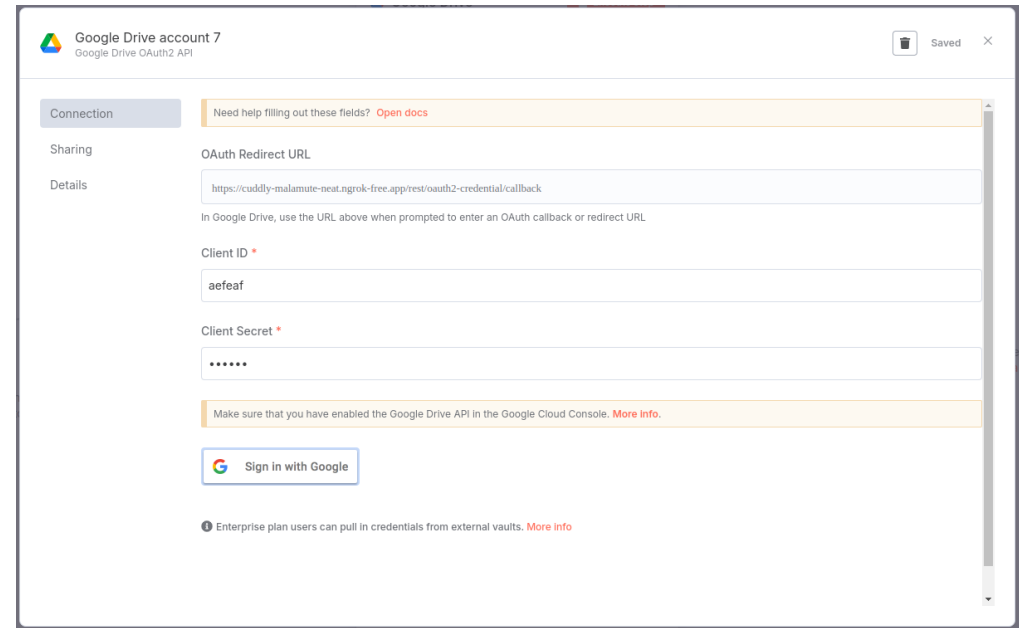 Google Drive account 7
Google Drive OAuth2 API
Saved
Connection
Sharing
Details
Need help filling out these fields? Open docs
OAuth Redirect URL
https://cuddly-malamute-neat.ngrok-free.app/rest/oauth2-credential/callback
In Google Drive, use the URL above when prompted to enter an OAuth callback or redirect URL
Client ID *
aefeaf
Client Secret *
••••••
Make sure that you have enabled the Google Drive API in the Google Cloud Console. More info.
Sign in with Google
Enterprise plan users can pull in credentials from external vaults. More info